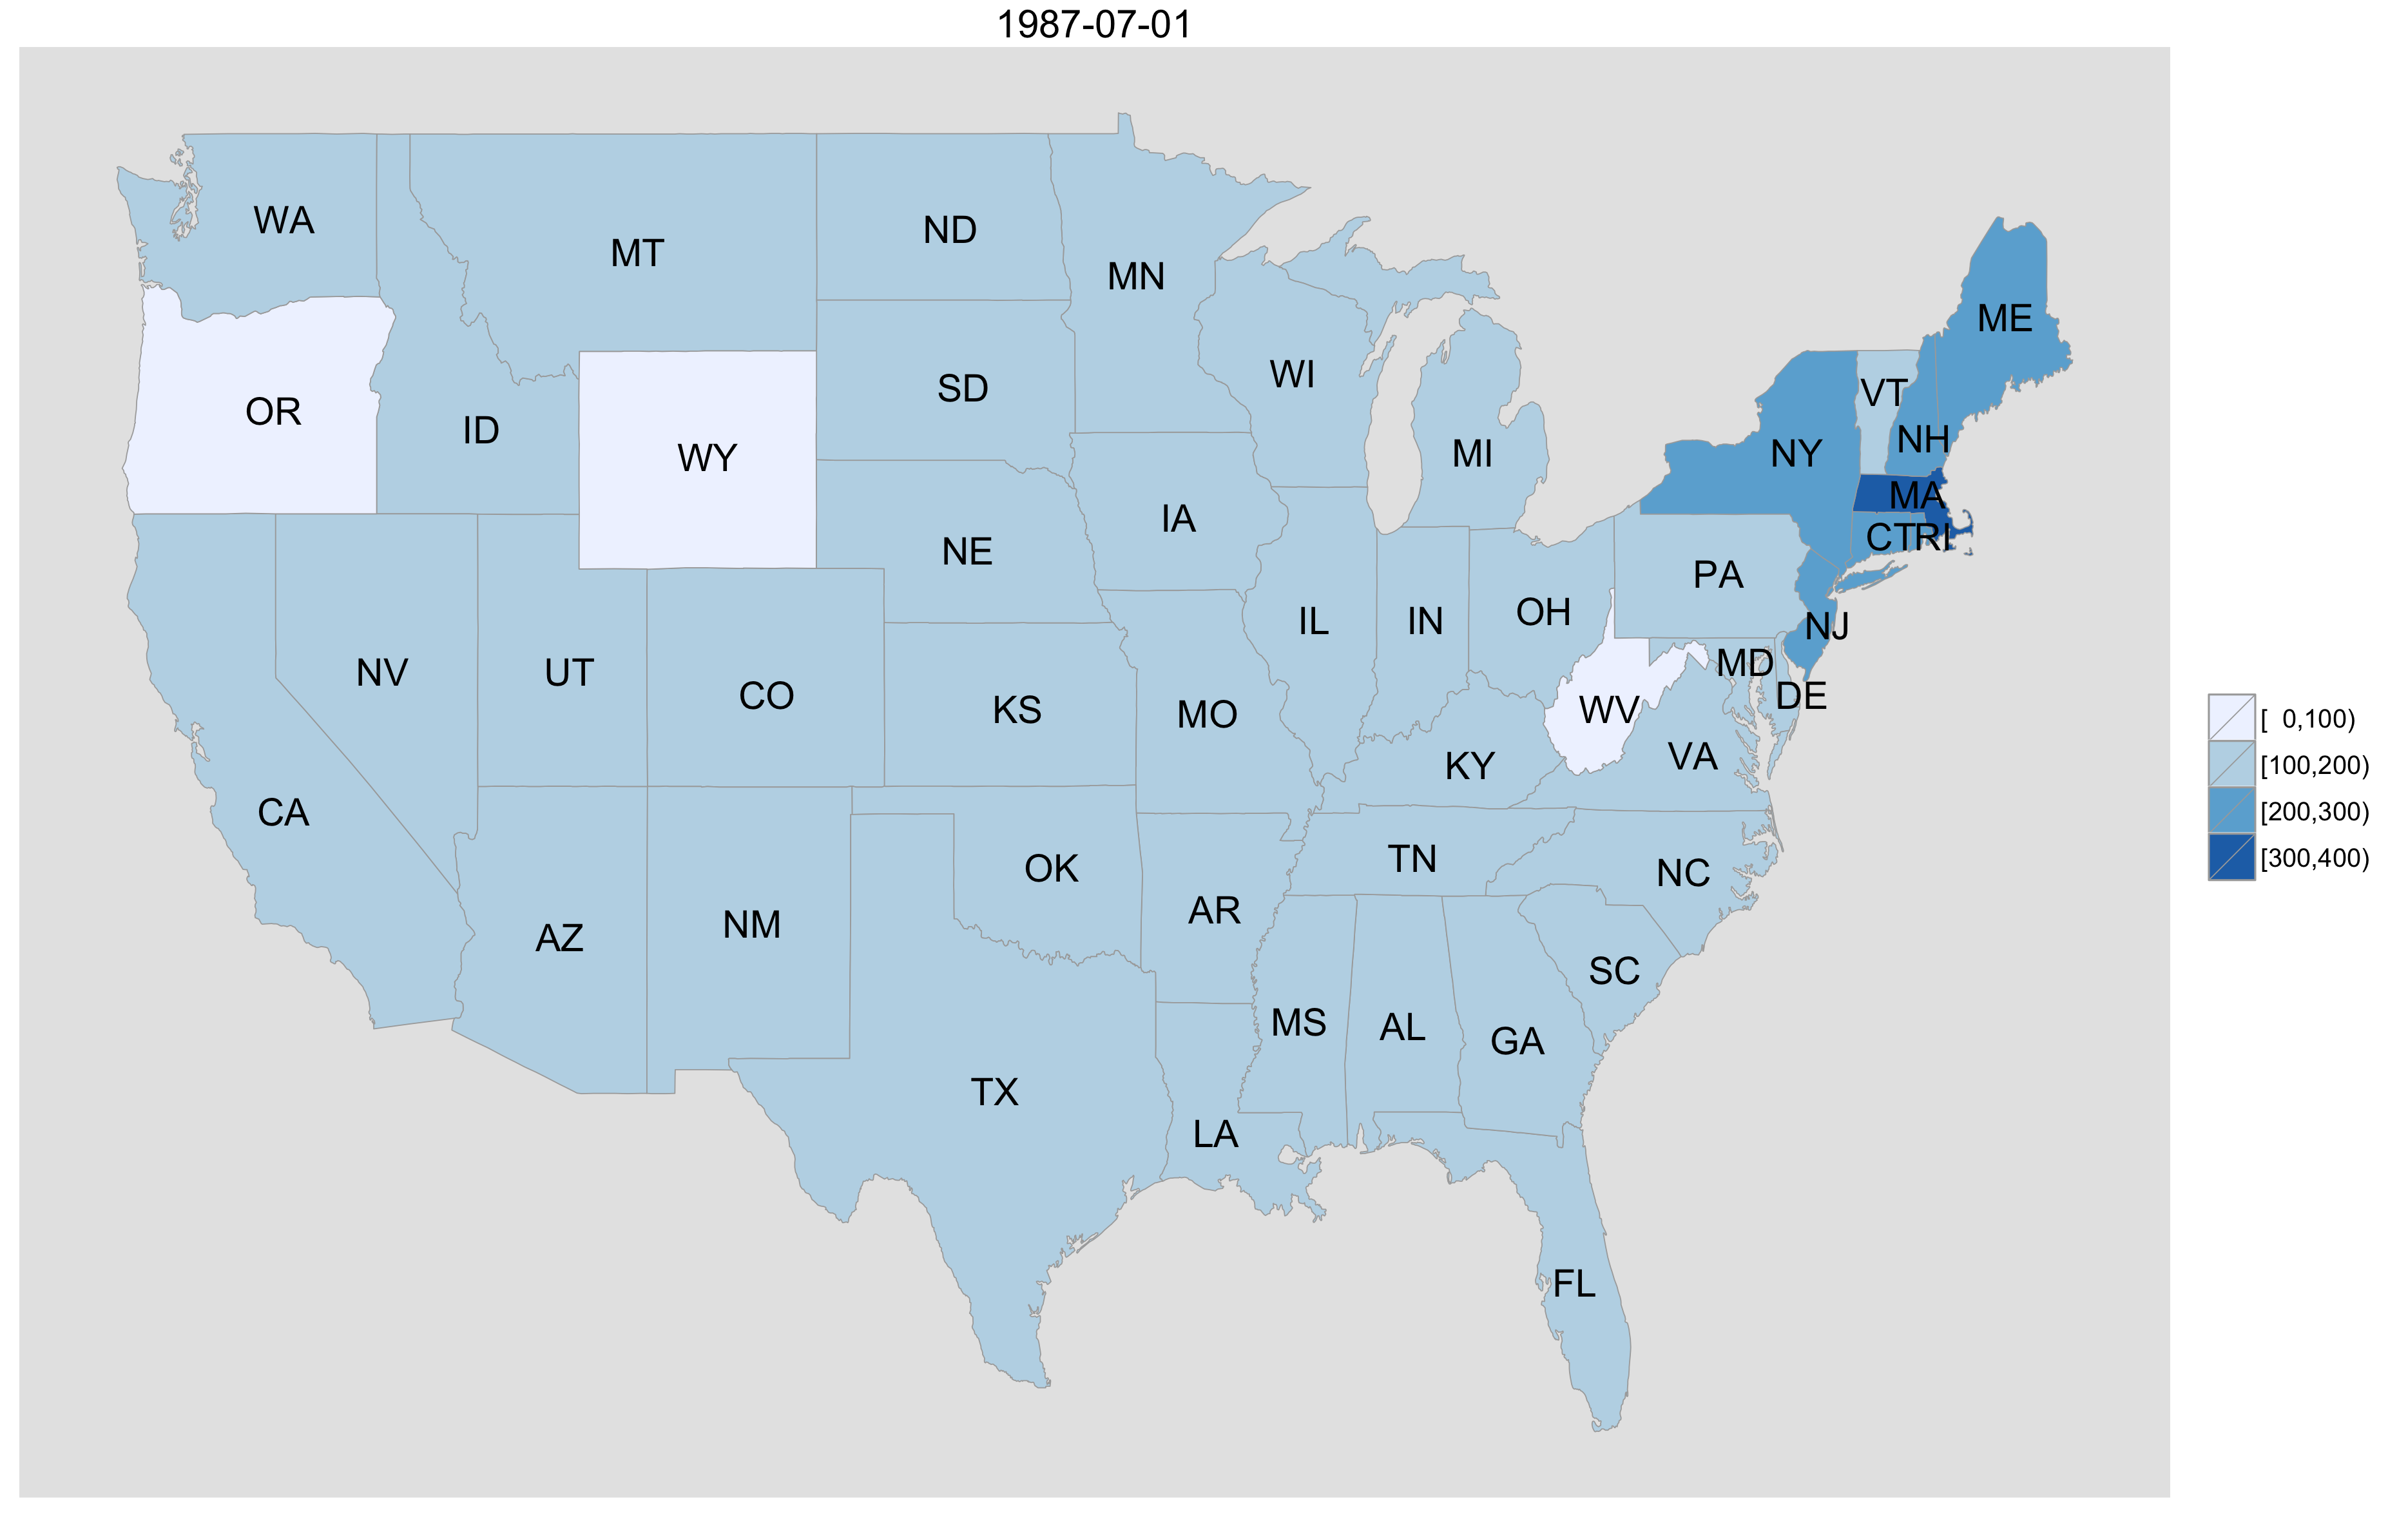 1987-07-01
WA
MT
ND
MN
ME
OR
ID
WY
SD
WI
MI
VT
NY
NH
MA
CT
RI
IA
NE
PA
NV
UT
CO
KS
MO
IL
IN
OH
NJ
MD
DE
WV
VA
KY
CA
AZ
NM
OK
AR
TN
NC
SC
MS
AL
GA
TX
LA
FL
[  0,100)
[100,200)
[200,300)
[300,400)